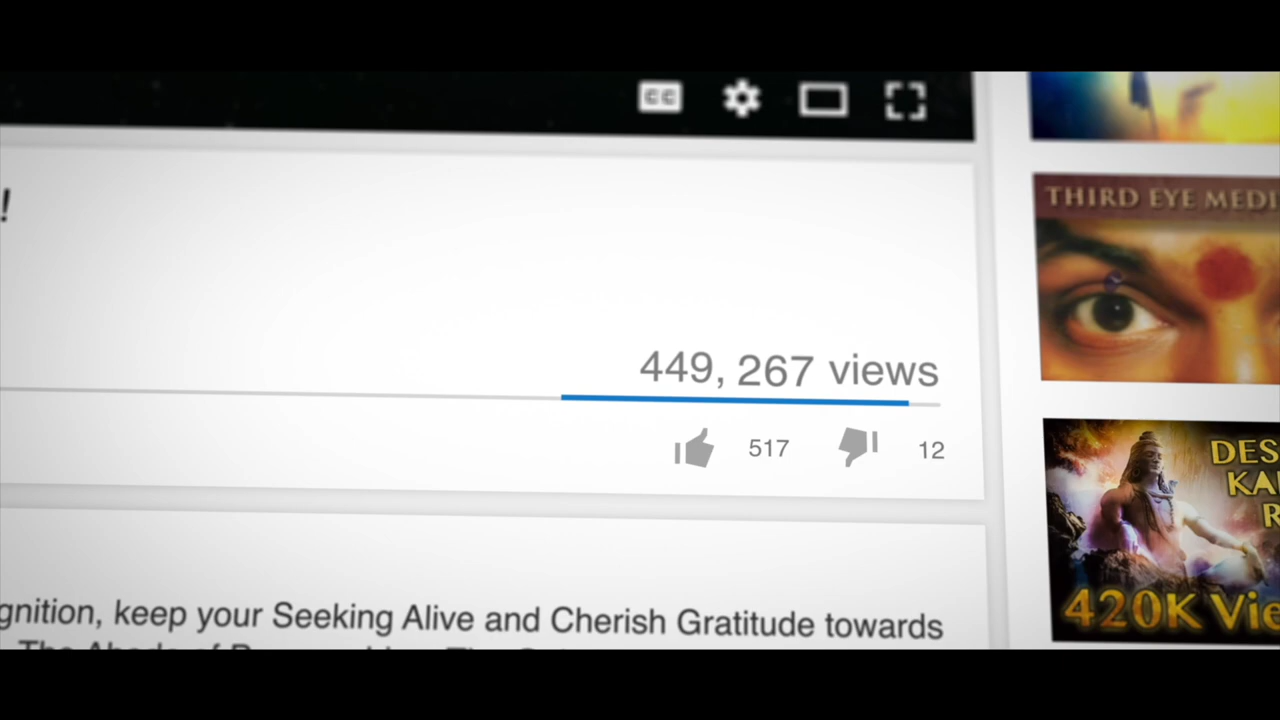 CC
!
THIRD EYE MEDI
449, 267 views
517
12
DES
KA
R
420K Vie
gnition, keep your Seeking Alive and Cherish Gratitude towards